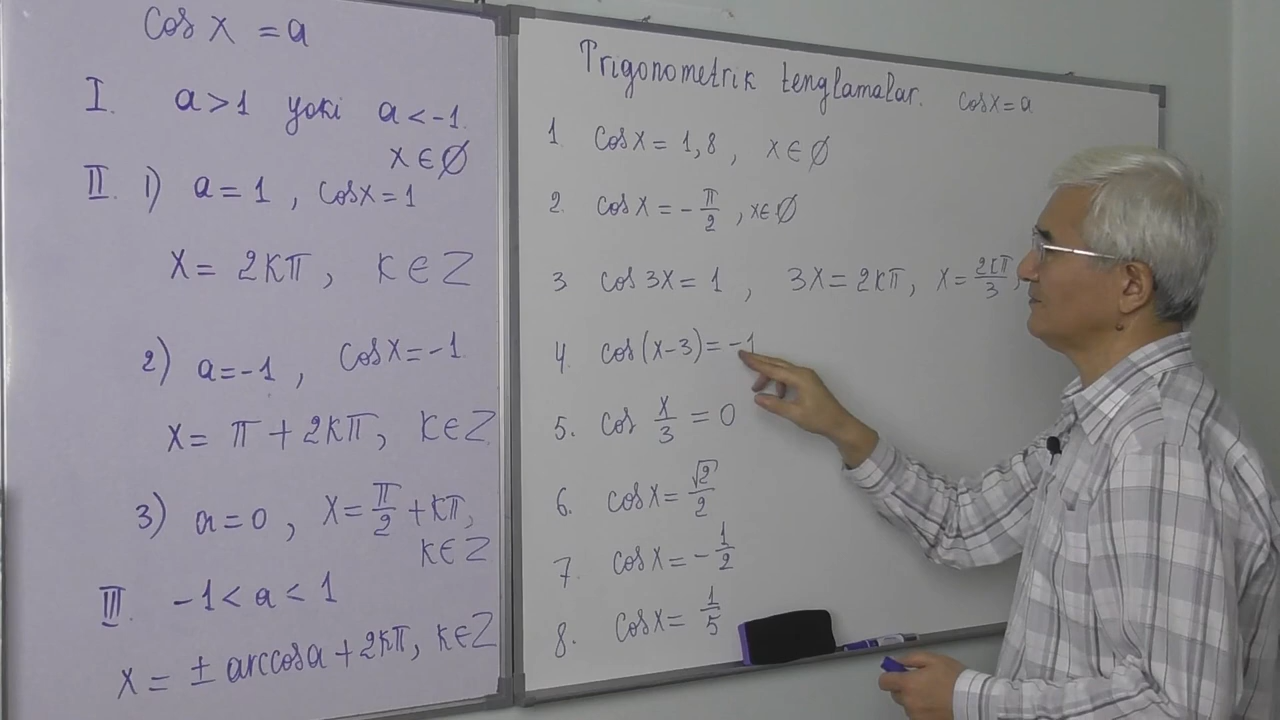 cos x = a
I. a > 1 yoki a < -1.
x ∈ ∅
II. 1) a = 1 , cos x = 1
x = 2kπ , k ∈ Z
2) a = -1 , cos x = -1
x = π + 2kπ, k ∈ Z
3) a = 0 , x = π/2 + kπ,
k ∈ Z
III. -1 < a < 1
x = ± arccos a + 2kπ, k ∈ Z
Trigonometrik tenglamalar. cos x = a
1. cos x = 1,8 , x ∈ ∅
2. cos x = - π/2 , x ∈ ∅
3 cos 3x = 1 , 3x = 2kπ, x = 2kπ/3,
4. cos (x-3) = -1
5. cos x/3 = 0
6. cos x = √2/2
7. cos x = - 1/2
8. cos x = 1/5